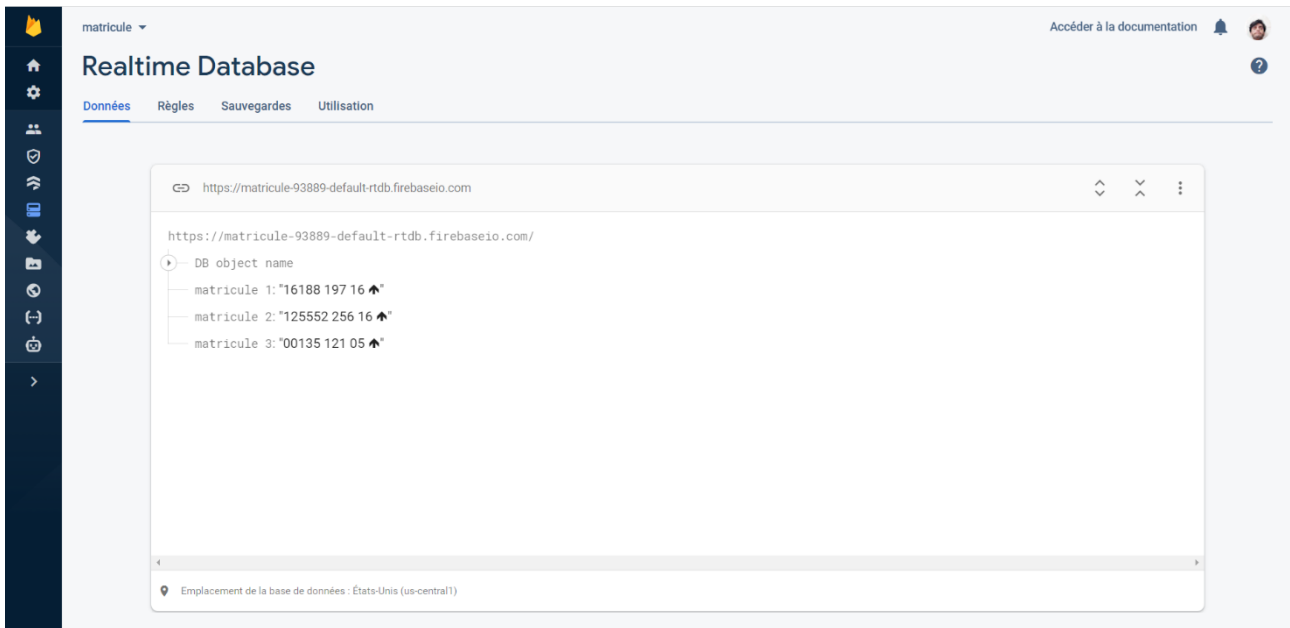 matricule
Accéder à la documentation
Realtime Database
Données Règles Sauvegardes Utilisation
https://matricule-93889-default-rtdb.firebaseio.com
https://matricule-93889-default-rtdb.firebaseio.com/
DB object name
matricule 1: "16188 197 16 🡹"
matricule 2: "125552 256 16 🡹"
matricule 3: "00135 121 05 🡹"
Emplacement de la base de données : États-Unis (us-central1)